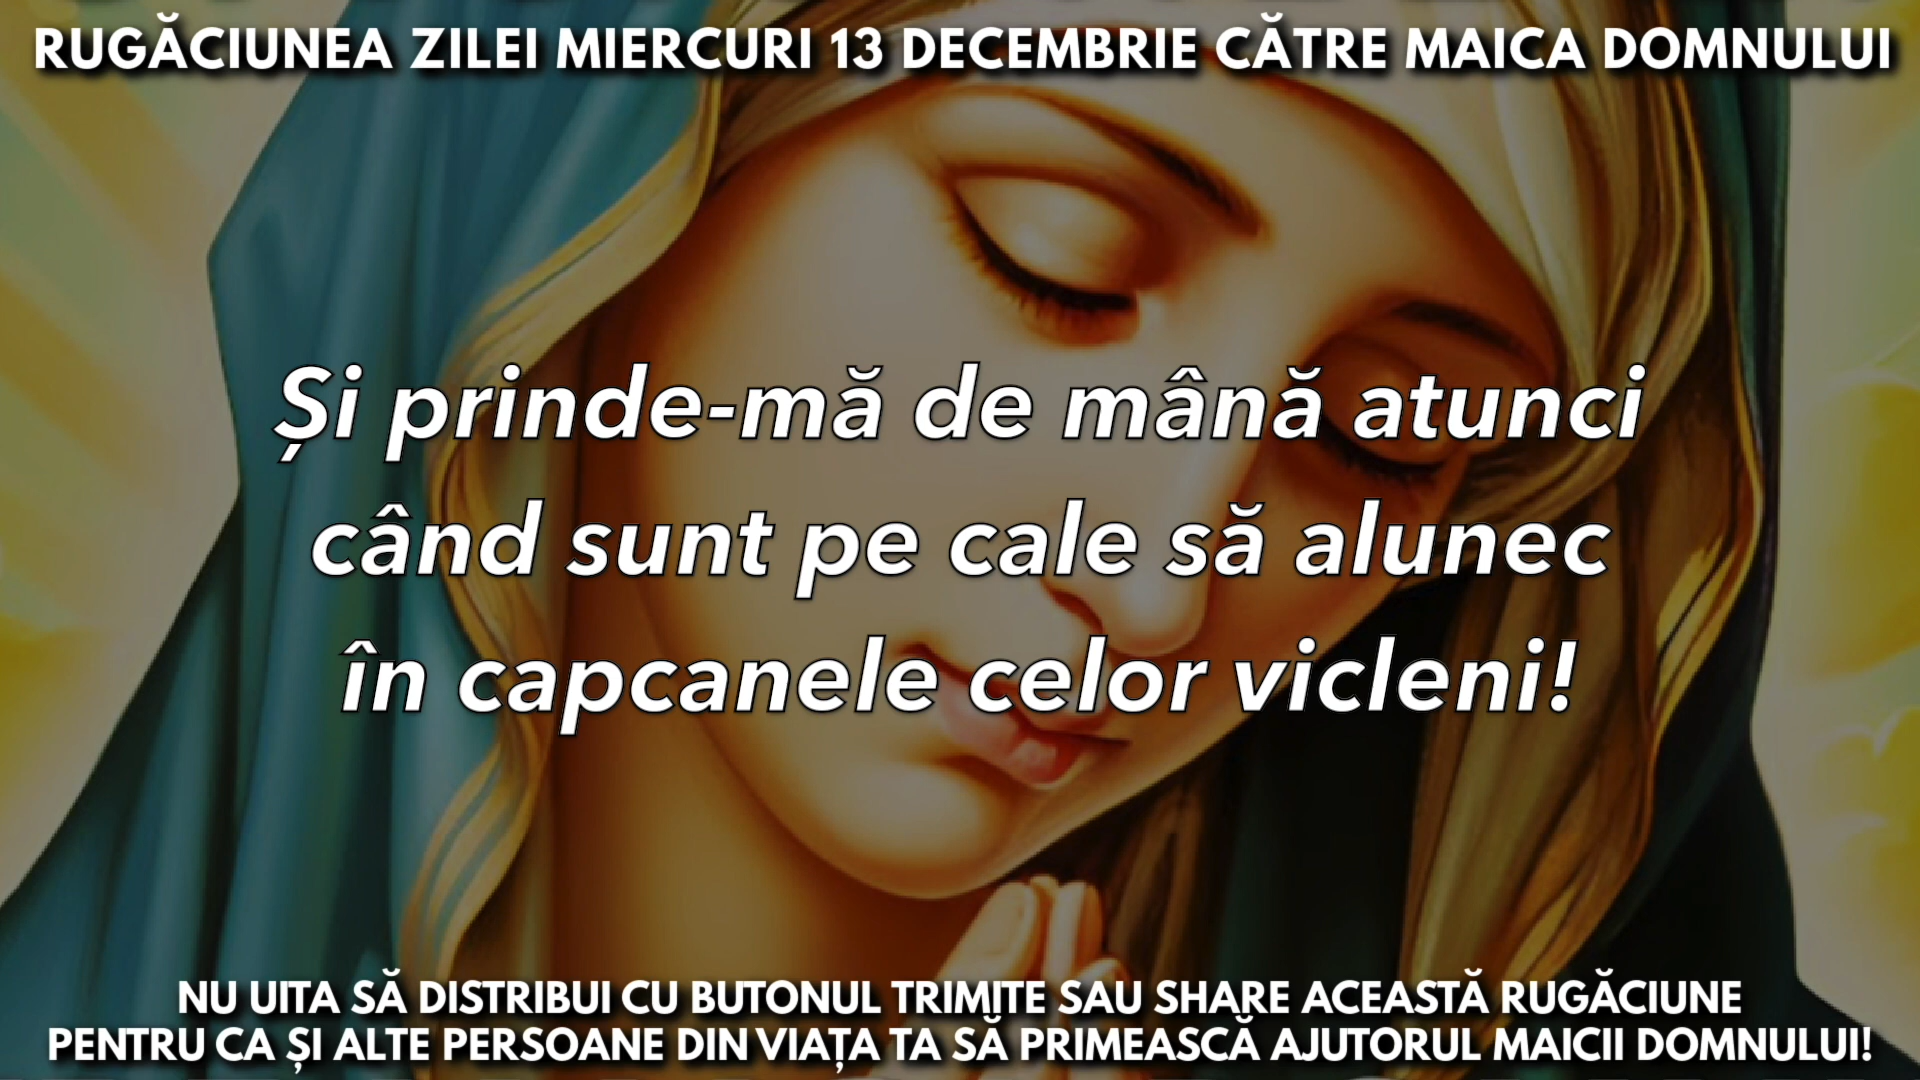 RUGĂCIUNEA ZILEI MIERCURI 13 DECEMBRIE CĂTRE MAICA DOMNULUI
Și prinde-mă de mână atunci
când sunt pe cale să alunec
în capcanele celor vicleni!
NU UITA SĂ DISTRIBUI CU BUTONUL TRIMITE SAU SHARE ACEASTĂ RUGĂCIUNE
PENTRU CA ȘI ALTE PERSOANE DIN VIAȚA TA SĂ PRIMEASCĂ AJUTORUL MAICII DOMNULUI!